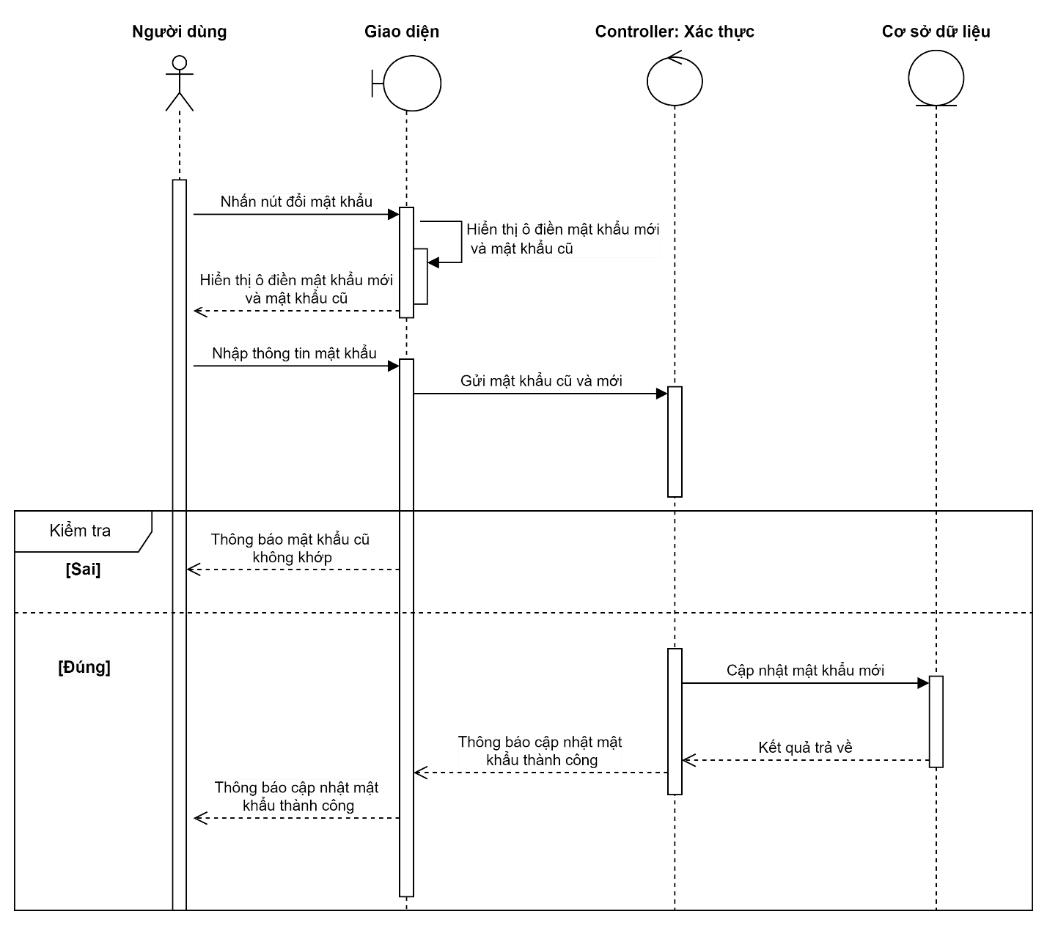 Người dùng
Giao diện
Controller: Xác thực
Cơ sở dữ liệu
Nhấn nút đổi mật khẩu
Hiển thị ô điền mật khẩu mới
và mật khẩu cũ
Hiển thị ô điền mật khẩu mới
và mật khẩu cũ
Nhập thông tin mật khẩu
Gửi mật khẩu cũ và mới
Kiểm tra
Thông báo mật khẩu cũ
không khớp
[Sai]
[Đúng]
Cập nhật mật khẩu mới
Thông báo cập nhật mật
khẩu thành công
Kết quả trả về
Thông báo cập nhật mật
khẩu thành công